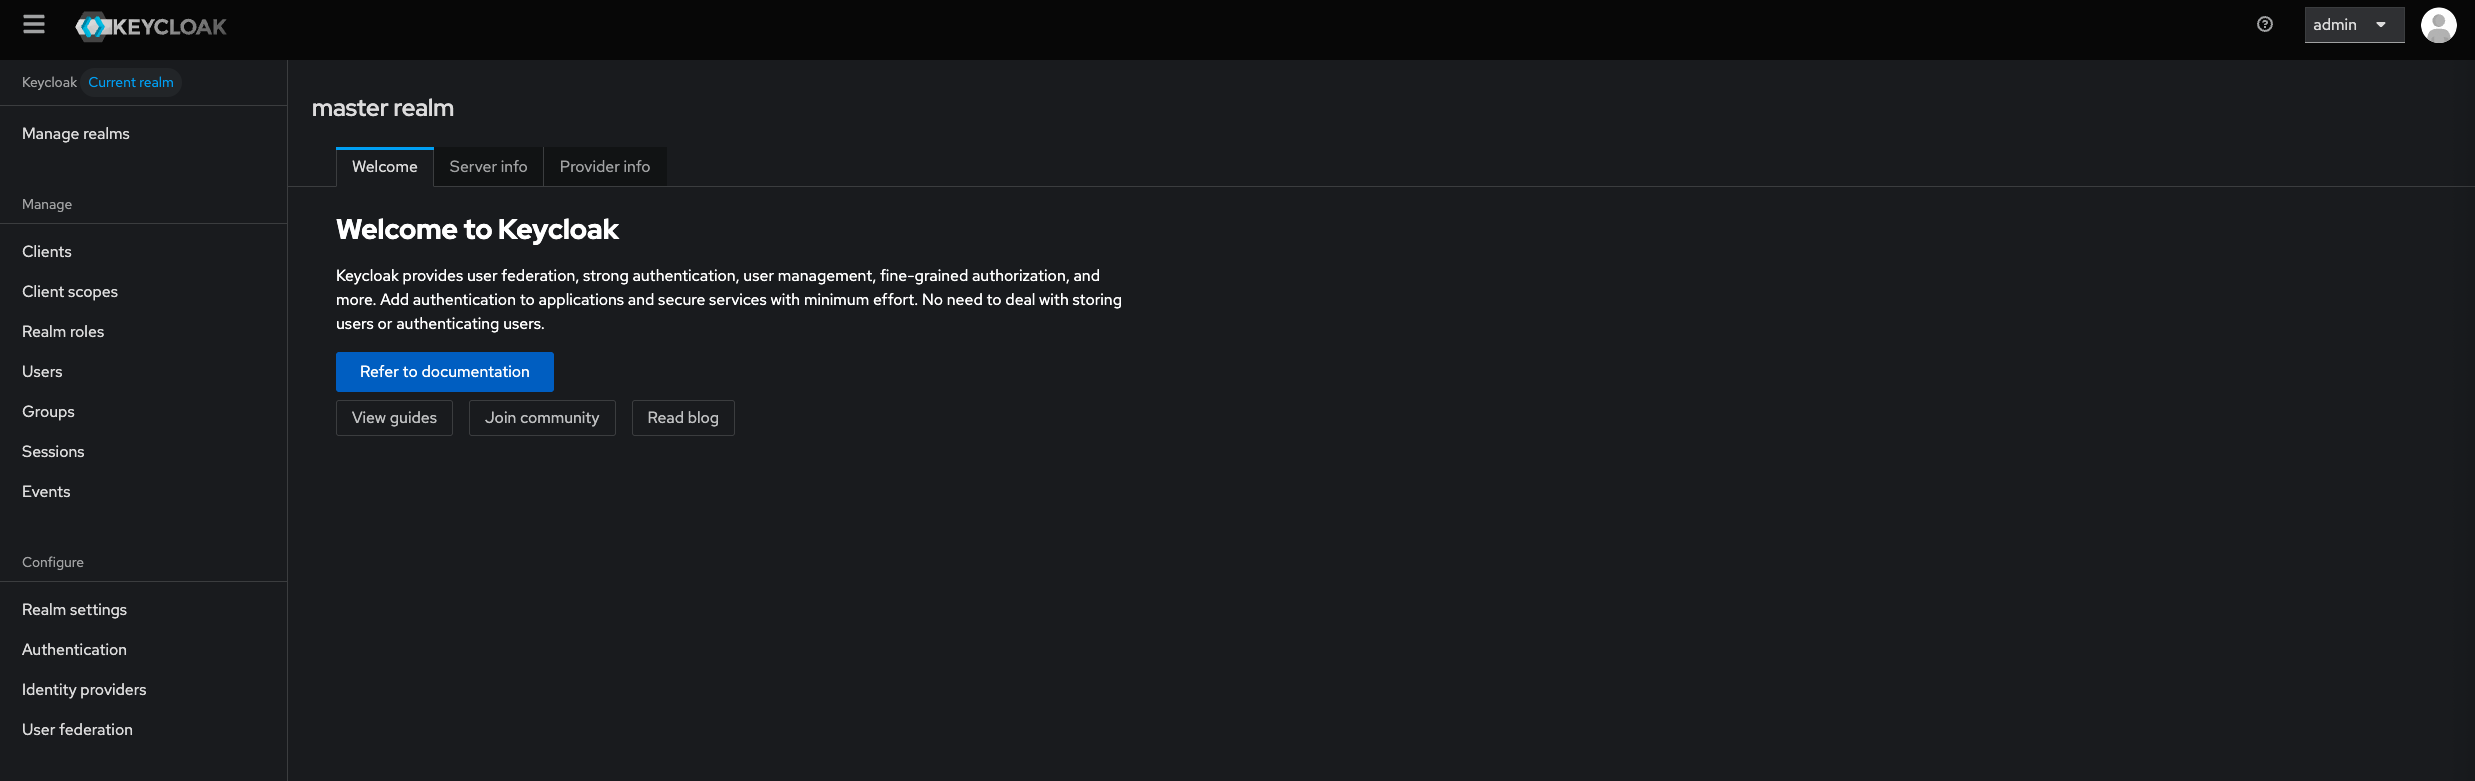 KEYCLOAK
admin
Keycloak Current realm
Manage realms
Manage
Clients
Client scopes
Realm roles
Users
Groups
Sessions
Events
Configure
Realm settings
Authentication
Identity providers
User federation
master realm
Welcome Server info Provider info
Welcome to Keycloak
Keycloak provides user federation, strong authentication, user management, fine-grained authorization, and
more. Add authentication to applications and secure services with minimum effort. No need to deal with storing
users or authenticating users.
Refer to documentation
View guides Join community Read blog